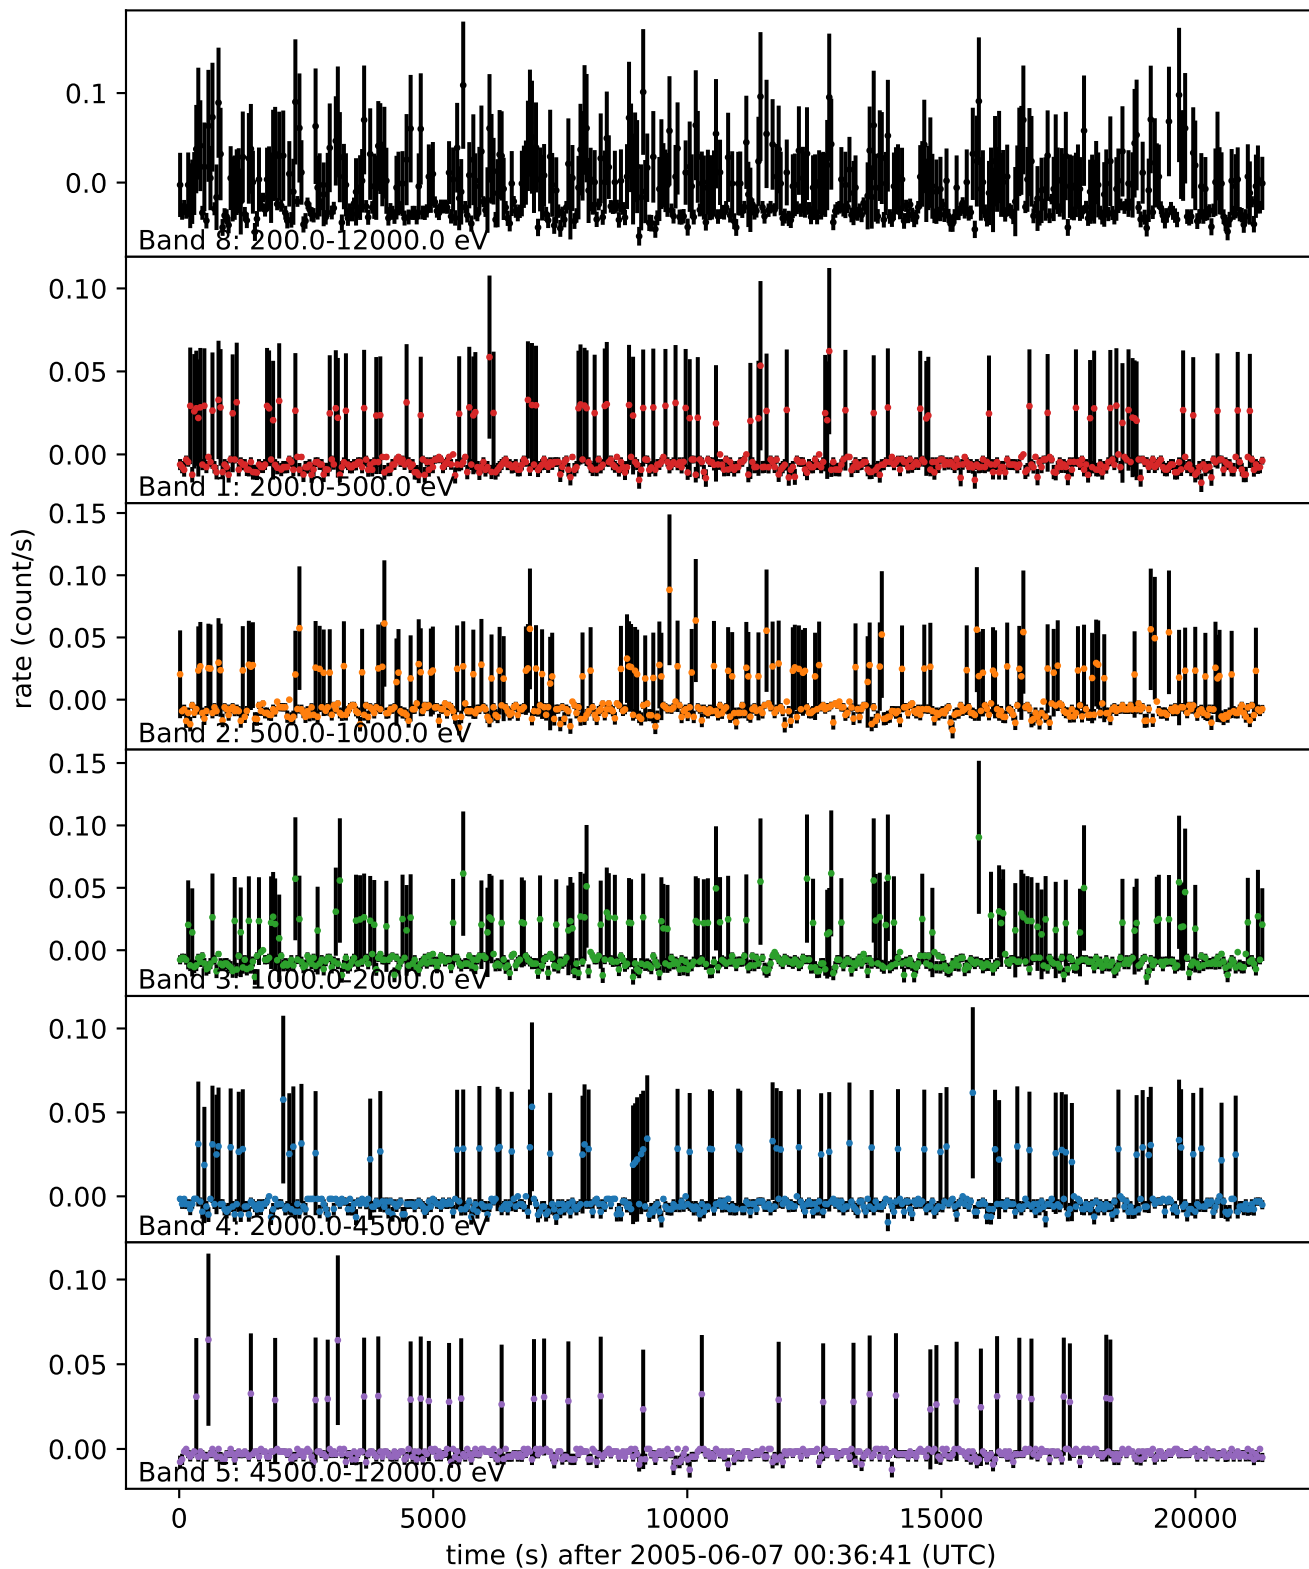 0.1
0.0
Band 8: 200.0-12000.0 eV
0.10
0.05
0.00
Band 1: 200.0-500.0 eV
0.15
0.10
0.05
0.00
Band 2: 500.0-1000.0 eV
rate (count/s)
0.15
0.10
0.05
0.00
Band 3: 1000.0-2000.0 eV
0.10
0.05
0.00
Band 4: 2000.0-4500.0 eV
0.10
0.05
0.00
Band 5: 4500.0-12000.0 eV
0 5000 10000 15000 20000
time (s) after 2005-06-07 00:36:41 (UTC)